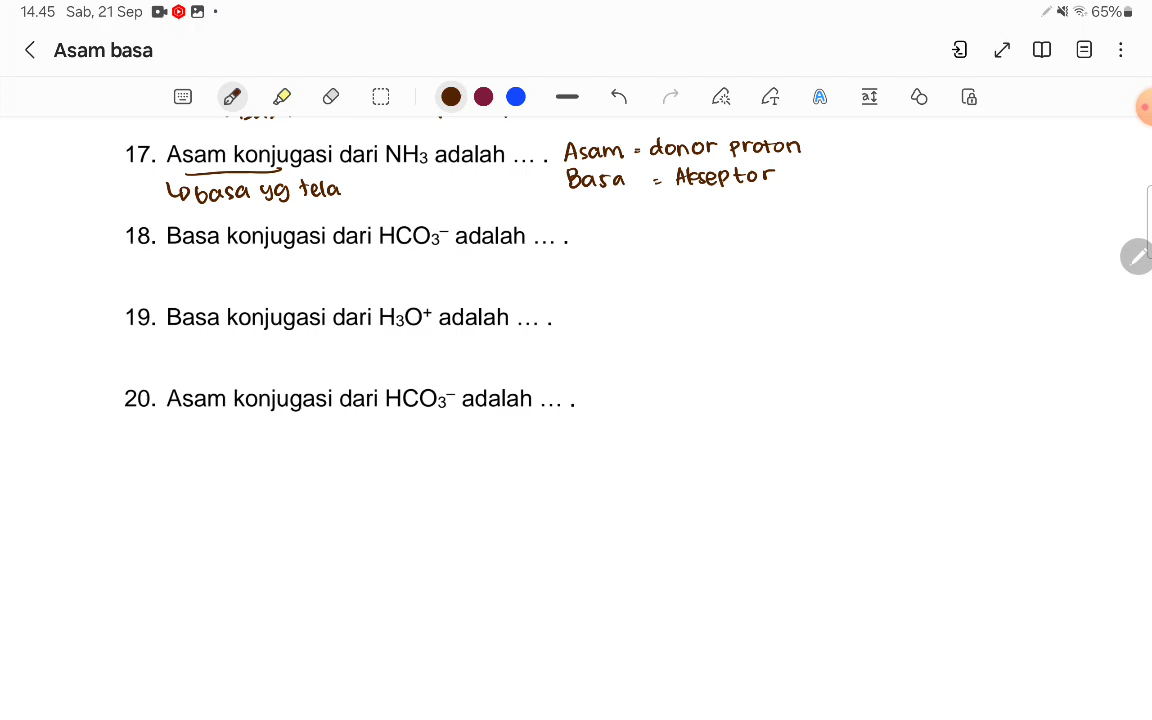 14.45 Sab, 21 Sep
65%
Asam basa
17. Asam konjugasi dari NH₃ adalah … . Asam = donor proton
↳ basa yg tela Basa = Akseptor
18. Basa konjugasi dari HCO₃⁻ adalah … .
19. Basa konjugasi dari H₃O⁺ adalah … .
20. Asam konjugasi dari HCO₃⁻ adalah … .